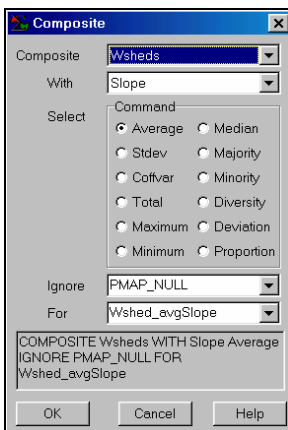 Composite
Composite Wsheds
With Slope
Select Command
Average Median
Stdev Majority
Coffvar Minority
Total Diversity
Maximum Deviation
Minimum Proportion
Ignore PMAP_NULL
For Wshed_avgSlope
COMPOSITE Wsheds WITH Slope Average
IGNORE PMAP_NULL FOR
Wshed_avgSlope
OK Cancel Help